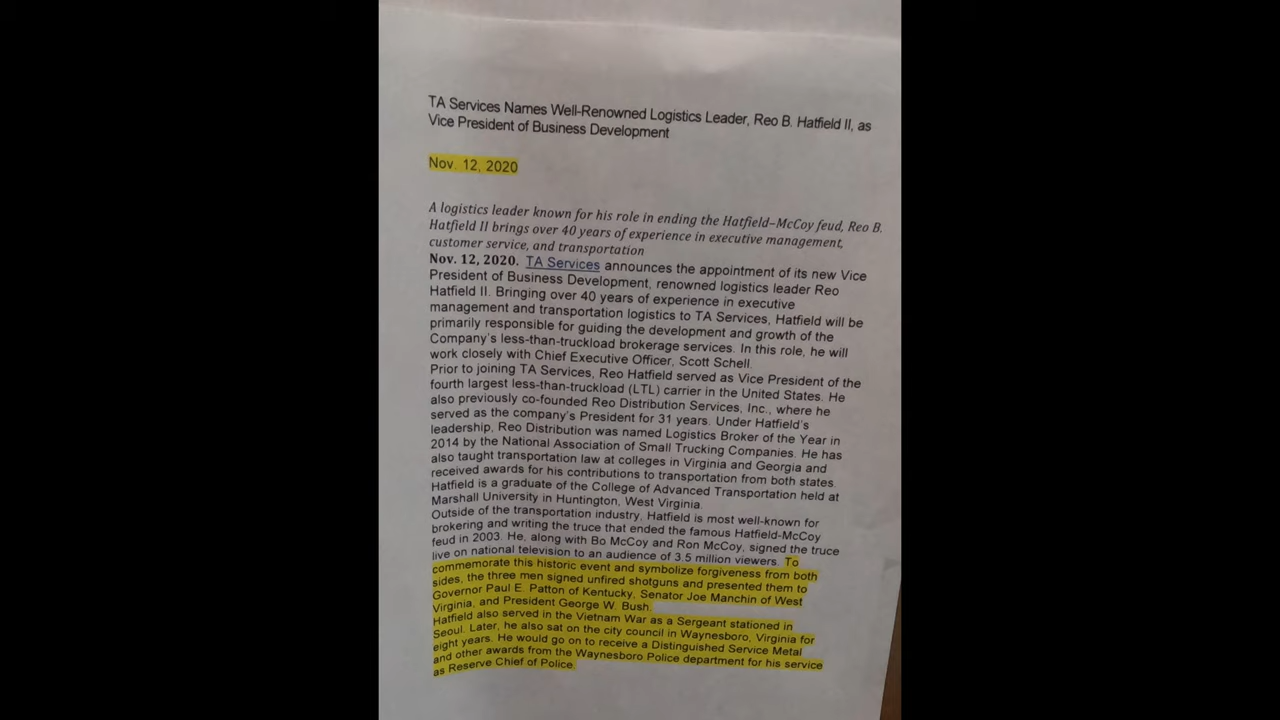 TA Services Names Well-Renowned Logistics Leader, Reo B. Hatfield II, as
Vice President of Business Development
Nov. 12, 2020
A logistics leader known for his role in ending the Hatfield–McCoy feud, Reo B.
Hatfield II brings over 40 years of experience in executive management,
customer service, and transportation
Nov. 12, 2020. TA Services announces the appointment of its new Vice
President of Business Development, renowned logistics leader Reo
Hatfield II. Bringing over 40 years of experience in executive
management and transportation logistics to TA Services, Hatfield will be
primarily responsible for guiding the development and growth of the
Company's less-than-truckload brokerage services. In this role, he will
work closely with Chief Executive Officer, Scott Schell.
Prior to joining TA Services, Reo Hatfield served as Vice President of the
fourth largest less-than-truckload (LTL) carrier in the United States. He
also previously co-founded Reo Distribution Services, Inc., where he
served as the company's President for 31 years. Under Hatfield's
leadership, Reo Distribution was named Logistics Broker of the Year in
2014 by the National Association of Small Trucking Companies. He has
also taught transportation law at colleges in Virginia and Georgia and
received awards for his contributions to transportation from both states.
Hatfield is a graduate of the College of Advanced Transportation held at
Marshall University in Huntington, West Virginia.
Outside of the transportation industry, Hatfield is most well-known for
brokering and writing the truce that ended the famous Hatfield-McCoy
feud in 2003. He, along with Bo McCoy and Ron McCoy, signed the truce
live on national television to an audience of 3.5 million viewers. To
commemorate this historic event and symbolize forgiveness from both
sides, the three men signed unfired shotguns and presented them to
Governor Paul E. Patton of Kentucky, Senator Joe Manchin of West
Virginia, and President George W. Bush.
Hatfield also served in the Vietnam War as a Sergeant stationed in
Seoul. Later, he also sat on the city council in Waynesboro, Virginia for
eight years. He would go on to receive a Distinguished Service Metal
and other awards from the Waynesboro Police department for his service
as Reserve Chief of Police.